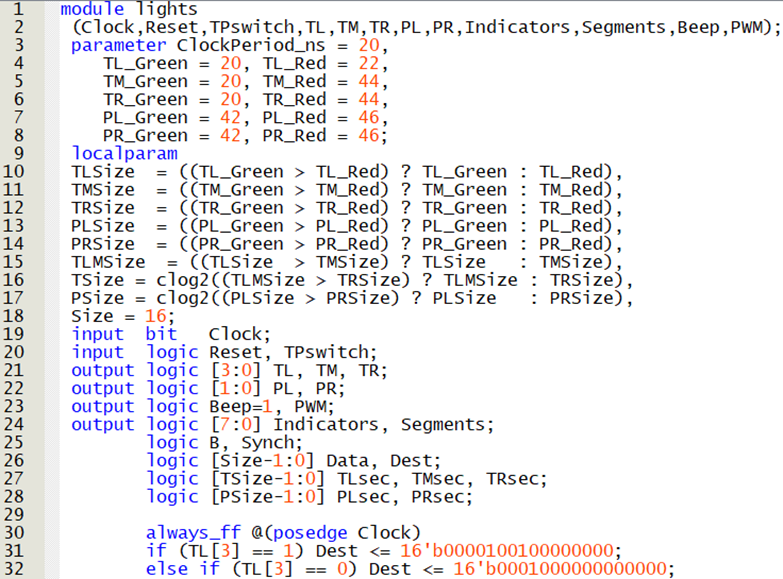 1 module lights
2 (Clock,Reset,TPswitch,TL,TM,TR,PL,PR,Indicators,Segments,Beep,PWM);
3 parameter ClockPeriod_ns = 20,
4 TL_Green = 20, TL_Red = 22,
5 TM_Green = 20, TM_Red = 44,
6 TR_Green = 20, TR_Red = 44,
7 PL_Green = 42, PL_Red = 46,
8 PR_Green = 42, PR_Red = 46;
9 localparam
10 TLSize = ((TL_Green > TL_Red) ? TL_Green : TL_Red),
11 TMSize = ((TM_Green > TM_Red) ? TM_Green : TM_Red),
12 TRSize = ((TR_Green > TR_Red) ? TR_Green : TR_Red),
13 PLSize = ((PL_Green > PL_Red) ? PL_Green : PL_Red),
14 PRSize = ((PR_Green > PR_Red) ? PR_Green : PR_Red),
15 TLMSize = ((TLSize > TMSize) ? TLSize : TMSize),
16 TSize = clog2((TLMSize > TRSize) ? TLMSize : TRSize),
17 PSize = clog2((PLSize > PRSize) ? PLSize : PRSize),
18 Size = 16;
19 input bit Clock;
20 input logic Reset, TPswitch;
21 output logic [3:0] TL, TM, TR;
22 output logic [1:0] PL, PR;
23 output logic Beep=1, PWM;
24 output logic [7:0] Indicators, Segments;
25 logic B, Synch;
26 logic [Size-1:0] Data, Dest;
27 logic [TSize-1:0] TLsec, TMsec, TRsec;
28 logic [PSize-1:0] PLsec, PRsec;
29
30 always_ff @(posedge Clock)
31 if (TL[3] == 1) Dest <= 16'b0000100100000000;
32 else if (TL[3] == 0) Dest <= 16'b0001000000000000;